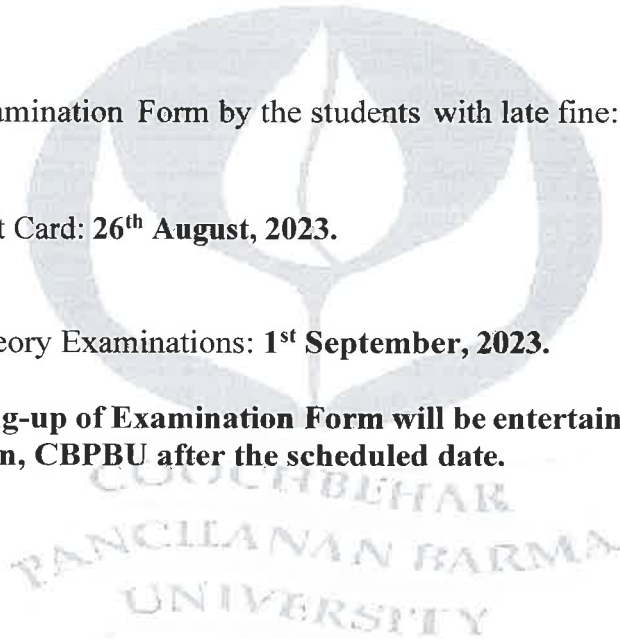 amination Form by the students with late fine:
t Card: 26th August, 2023.
eory Examinations: 1st September, 2023.
g-up of Examination Form will be entertain
n, CBPBU after the scheduled date.
COOCHBEHAR
PANCHANAN BARMA
UNIVERSITY